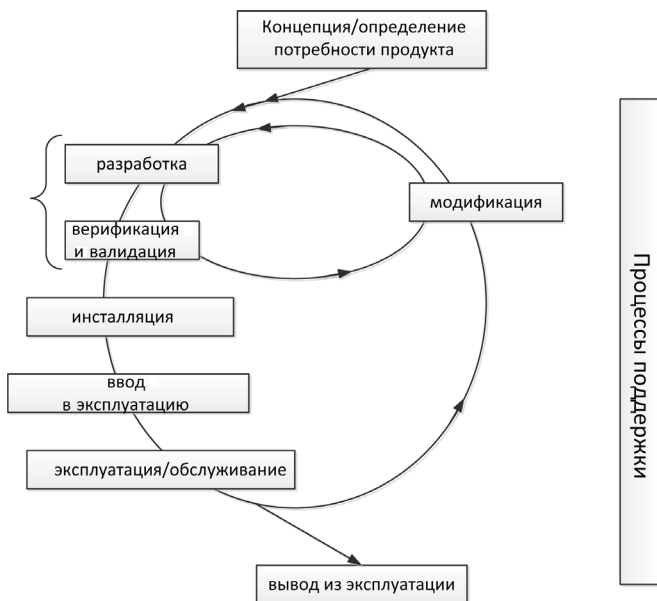 Концепция/определение
потребности продукта
разработка
модификация
верификация
и валидация
инсталляция
ввод
в эксплуатацию
эксплуатация/обслуживание
вывод из эксплуатации
Процессы поддержки